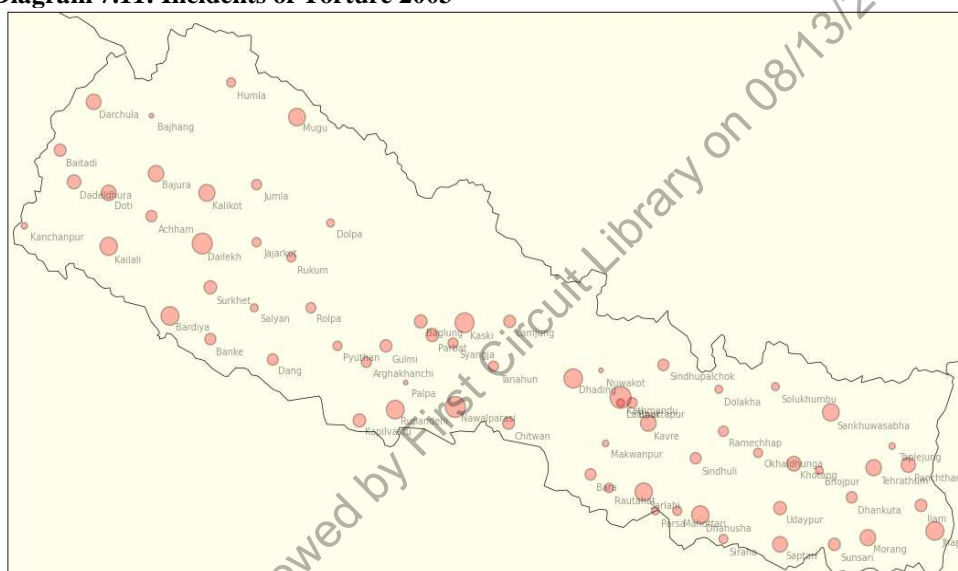 Diagram 7.11: Incidents of Torture 2003
Humla
Darchula
Bajhang
Mugu
Baitadi
Bajura
Dadeldhura
Doti
Kalikot
Jumla
Achham
Dolpa
Kanchanpur
Kailali
Dailekh
Jajarkot
Rukum
Surkhet
Salyan
Rolpa
Bardiya
Banke
Dang
Pyuthan
Gulmi
Arghakhanchi
Baglung
Parbat
Kaski
Syangja
Lamjung
Tanahun
Palpa
Kapilvastu
Rupandehi
Nawalparasi
Chitwan
Dhading
Nuwakot
Sindhupalchok
Dolakha
Solukhumbu
Sankhuwasabha
Kathmandu
Kavre
Ramechhap
Makwanpur
Sindhuli
Okhaldhunga
Khotang
Bhojpur
Taplejung
Tehrathum
Panchthar
Bara
Rautahat
Sarlahi
Parsa
Mahottari
Dhanusha
Siraha
Udaypur
Saptari
Dhankuta
Sunsari
Morang
Ilam
Viewed by First Circuit Library on 08/13/2